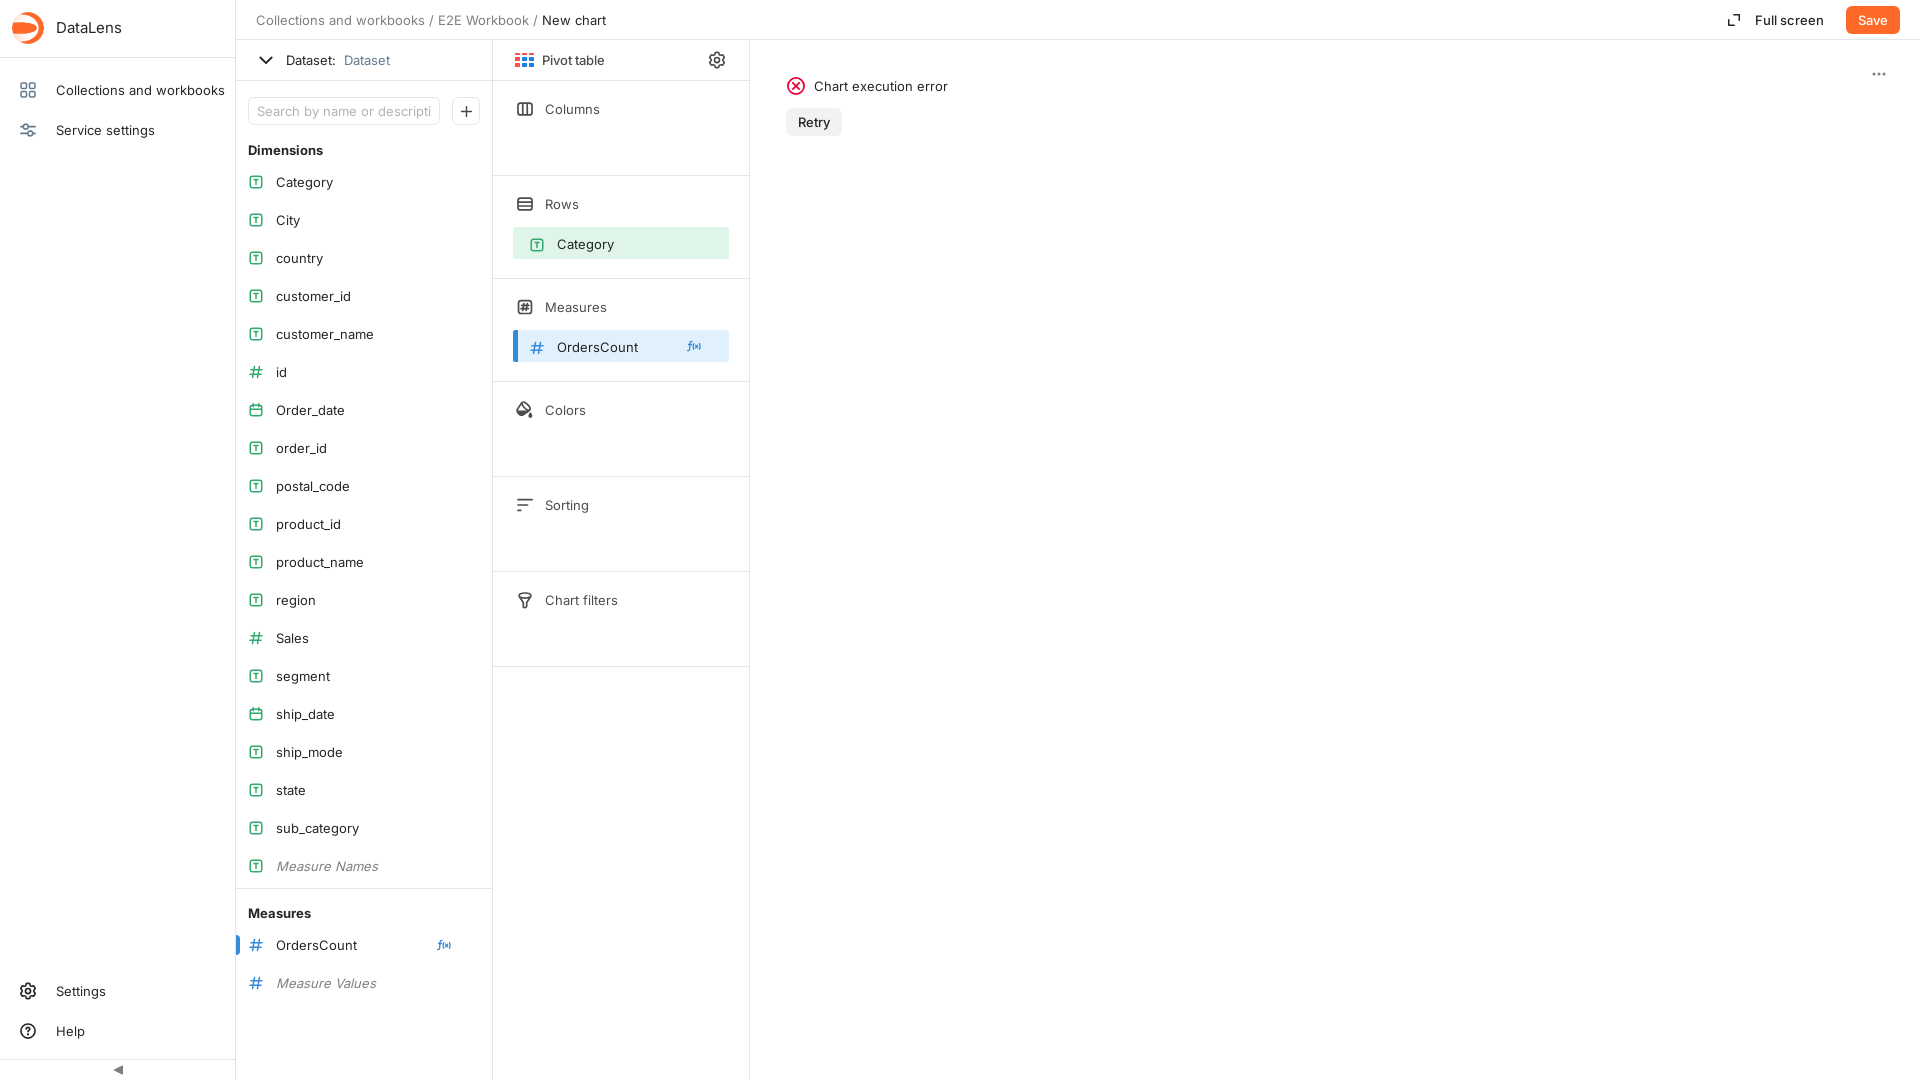 DataLens
Collections and workbooks
Service settings
Settings
Help
Collections and workbooks / E2E Workbook / New chart
Full screen
Save
Dataset: Dataset
Search by name or descripti
Dimensions
Category
City
country
customer_id
customer_name
id
Order_date
order_id
postal_code
product_id
product_name
region
Sales
segment
ship_date
ship_mode
state
sub_category
Measure Names
Measures
OrdersCount
Measure Values
Pivot table
Columns
Rows
Category
Measures
OrdersCount
Colors
Sorting
Chart filters
Chart execution error
Retry